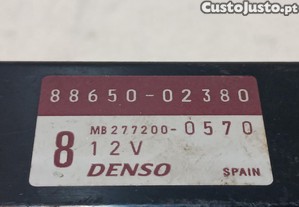 CustoJusto.pt
88650-02380
MB277200-0570
8 12V
DENSO SPAIN